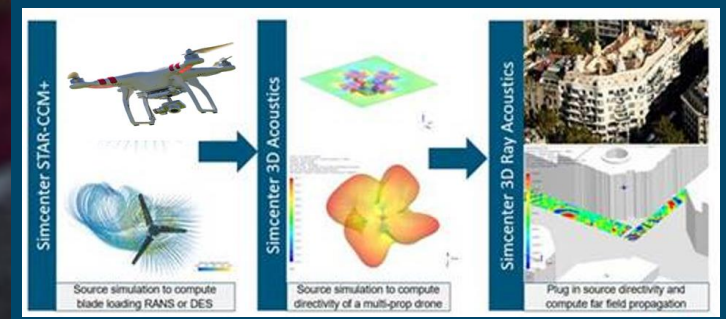 Simcenter STAR-CCM+
Source simulation to compute
blade loading RANS or DES
Simcenter 3D Acoustics
Source simulation to compute
directivity of a multi-prop drone
Simcenter 3D Ray Acoustics
Plug in source directivity and
compute far field propagation